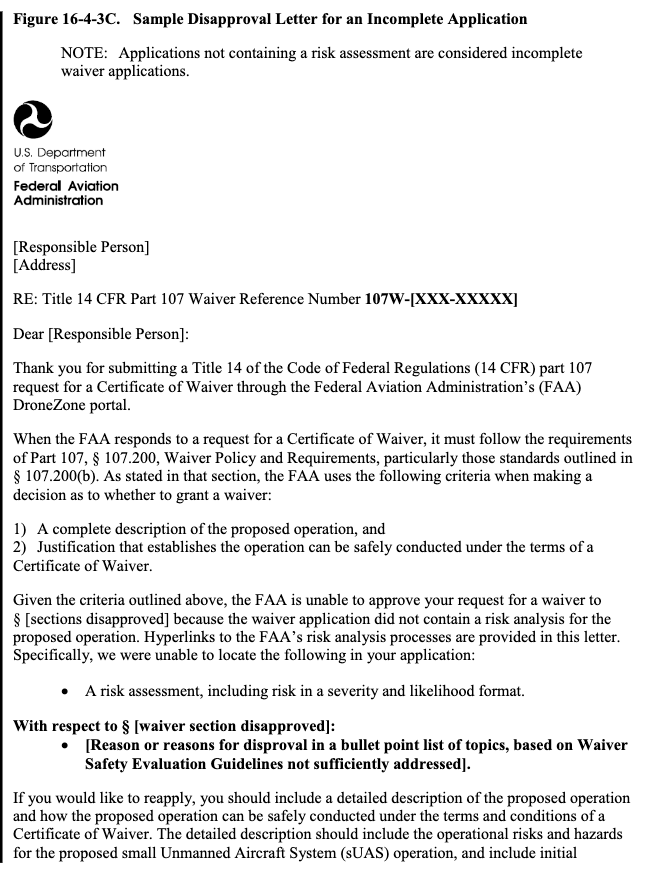 Figure 16-4-3C. Sample Disapproval Letter for an Incomplete Application
NOTE: Applications not containing a risk assessment are considered incomplete
waiver applications.
U.S. Department
of Transportation
Federal Aviation
Administration
[Responsible Person]
[Address]
RE: Title 14 CFR Part 107 Waiver Reference Number 107W-[XXX-XXXXX]
Dear [Responsible Person]:
Thank you for submitting a Title 14 of the Code of Federal Regulations (14 CFR) part 107
request for a Certificate of Waiver through the Federal Aviation Administration's (FAA)
DroneZone portal.
When the FAA responds to a request for a Certificate of Waiver, it must follow the requirements
of Part 107, § 107.200, Waiver Policy and Requirements, particularly those standards outlined in
§ 107.200(b). As stated in that section, the FAA uses the following criteria when making a
decision as to whether to grant a waiver:
1) A complete description of the proposed operation, and
2) Justification that establishes the operation can be safely conducted under the terms of a
Certificate of Waiver.
Given the criteria outlined above, the FAA is unable to approve your request for a waiver to
§ [sections disapproved] because the waiver application did not contain a risk analysis for the
proposed operation. Hyperlinks to the FAA's risk analysis processes are provided in this letter.
Specifically, we were unable to locate the following in your application:
• A risk assessment, including risk in a severity and likelihood format.
With respect to § [waiver section disapproved]:
• [Reason or reasons for disproval in a bullet point list of topics, based on Waiver
Safety Evaluation Guidelines not sufficiently addressed].
If you would like to reapply, you should include a detailed description of the proposed operation
and how the proposed operation can be safely conducted under the terms and conditions of a
Certificate of Waiver. The detailed description should include the operational risks and hazards
for the proposed small Unmanned Aircraft System (sUAS) operation, and include initial